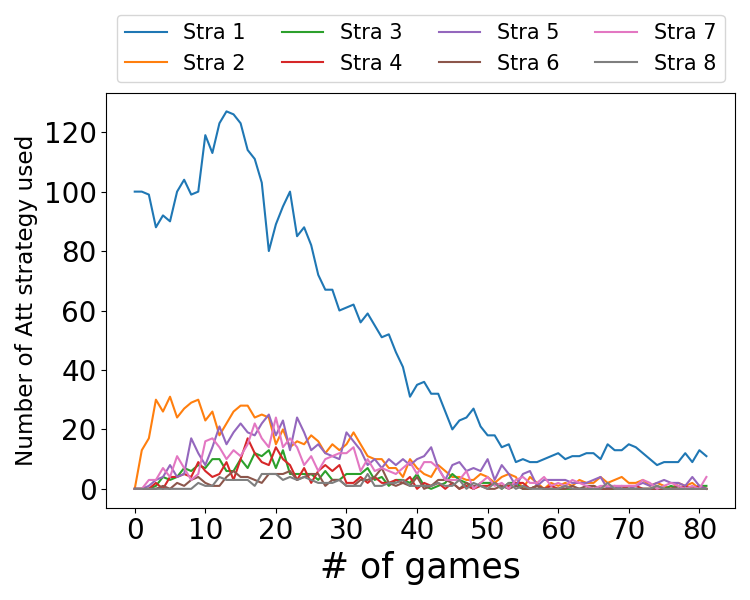 Stra 1 Stra 3 Stra 5 Stra 7
Stra 2 Stra 4 Stra 6 Stra 8
Number of Att strategy used
120
100
80
60
40
20
0
0 10 20 30 40 50 60 70 80
# of games